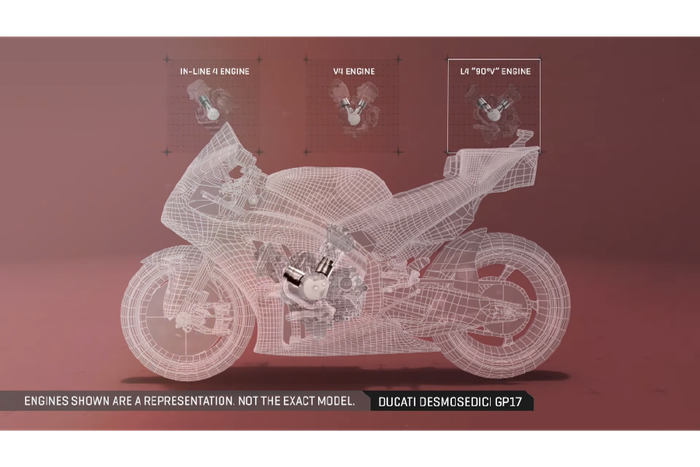 IN-LINE 4 ENGINE
V4 ENGINE
L4 "90°V" ENGINE
ENGINES SHOWN ARE A REPRESENTATION. NOT THE EXACT MODEL.
DUCATI DESMOSEDICI GP17